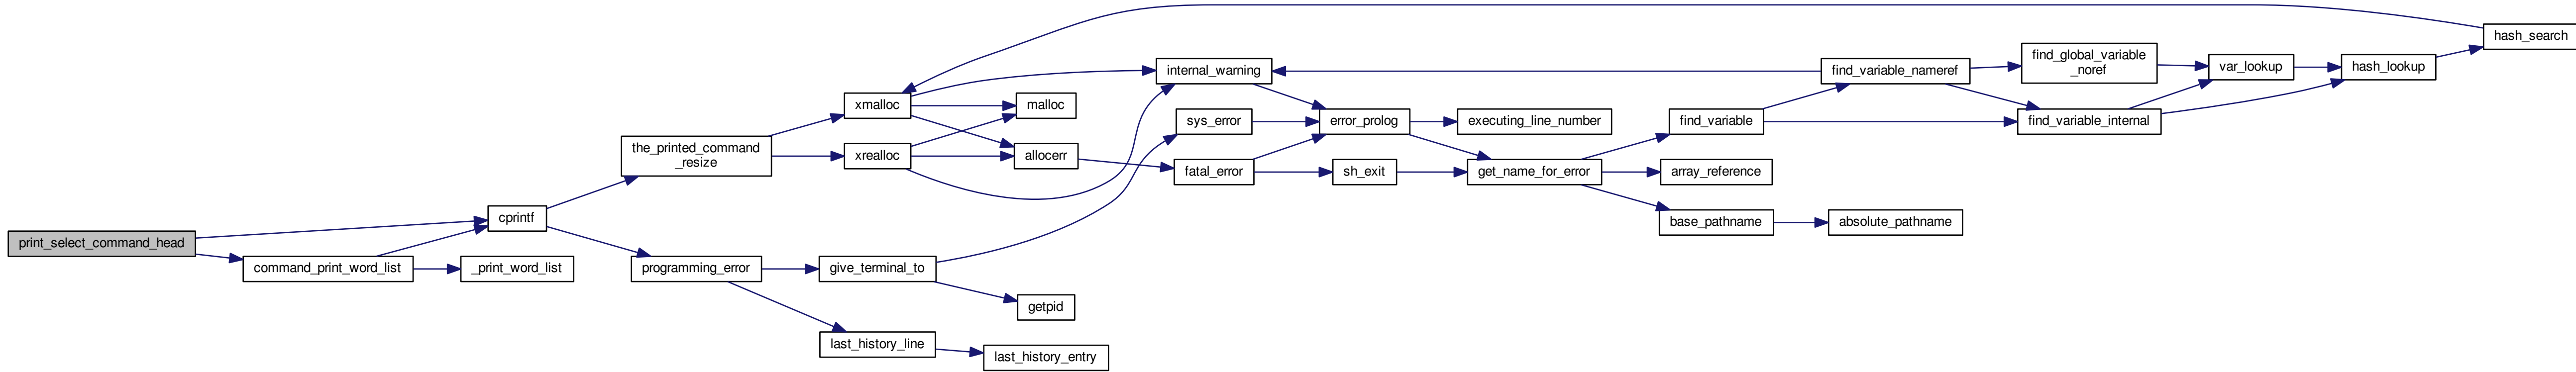 print_select_command_head
cprintf
command_print_word_list
_print_word_list
the_printed_command
_resize
programming_error
xmalloc
xrealloc
give_terminal_to
last_history_line
malloc
allocerr
getpid
last_history_entry
internal_warning
sys_error
fatal_error
error_prolog
sh_exit
executing_line_number
get_name_for_error
find_variable
array_reference
base_pathname
find_variable_nameref
absolute_pathname
find_global_variable
_noref
find_variable_internal
var_lookup
hash_lookup
hash_search